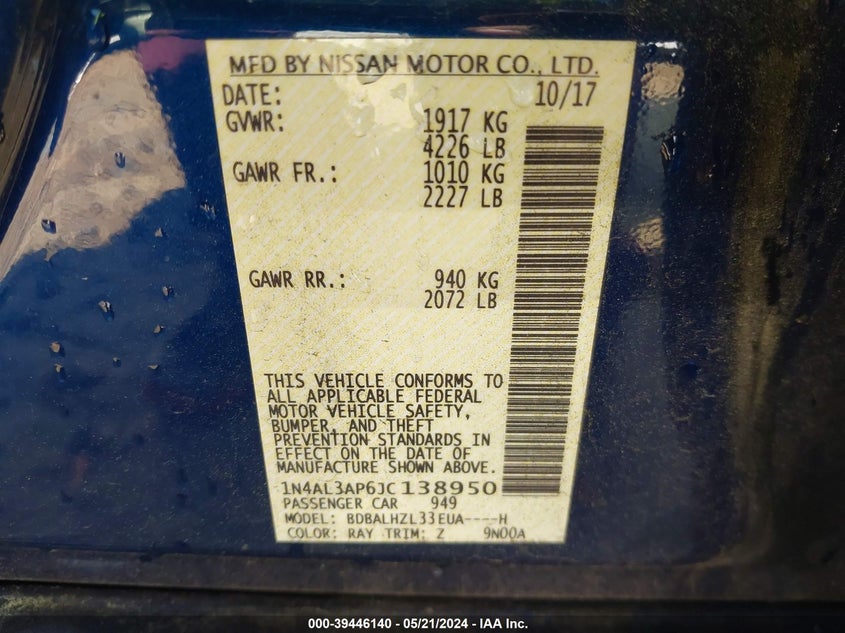 MFD BY NISSAN MOTOR CO., LTD.
DATE: 10/17
GVWR: 1917 KG
4226 LB
GAWR FR.: 1010 KG
2227 LB
GAWR RR.: 940 KG
2072 LB
THIS VEHICLE CONFORMS TO
ALL APPLICABLE FEDERAL
MOTOR VEHICLE SAFETY,
BUMPER, AND THEFT
PREVENTION STANDARDS IN
EFFECT ON THE DATE OF
MANUFACTURE SHOWN ABOVE.
1N4AL3AP6JC138950
PASSENGER CAR 949
MODEL: BDBALHZL33EUA----H
COLOR: RAY TRIM: Z 9N00A
000-39446140 - 05/21/2024 - IAA Inc.